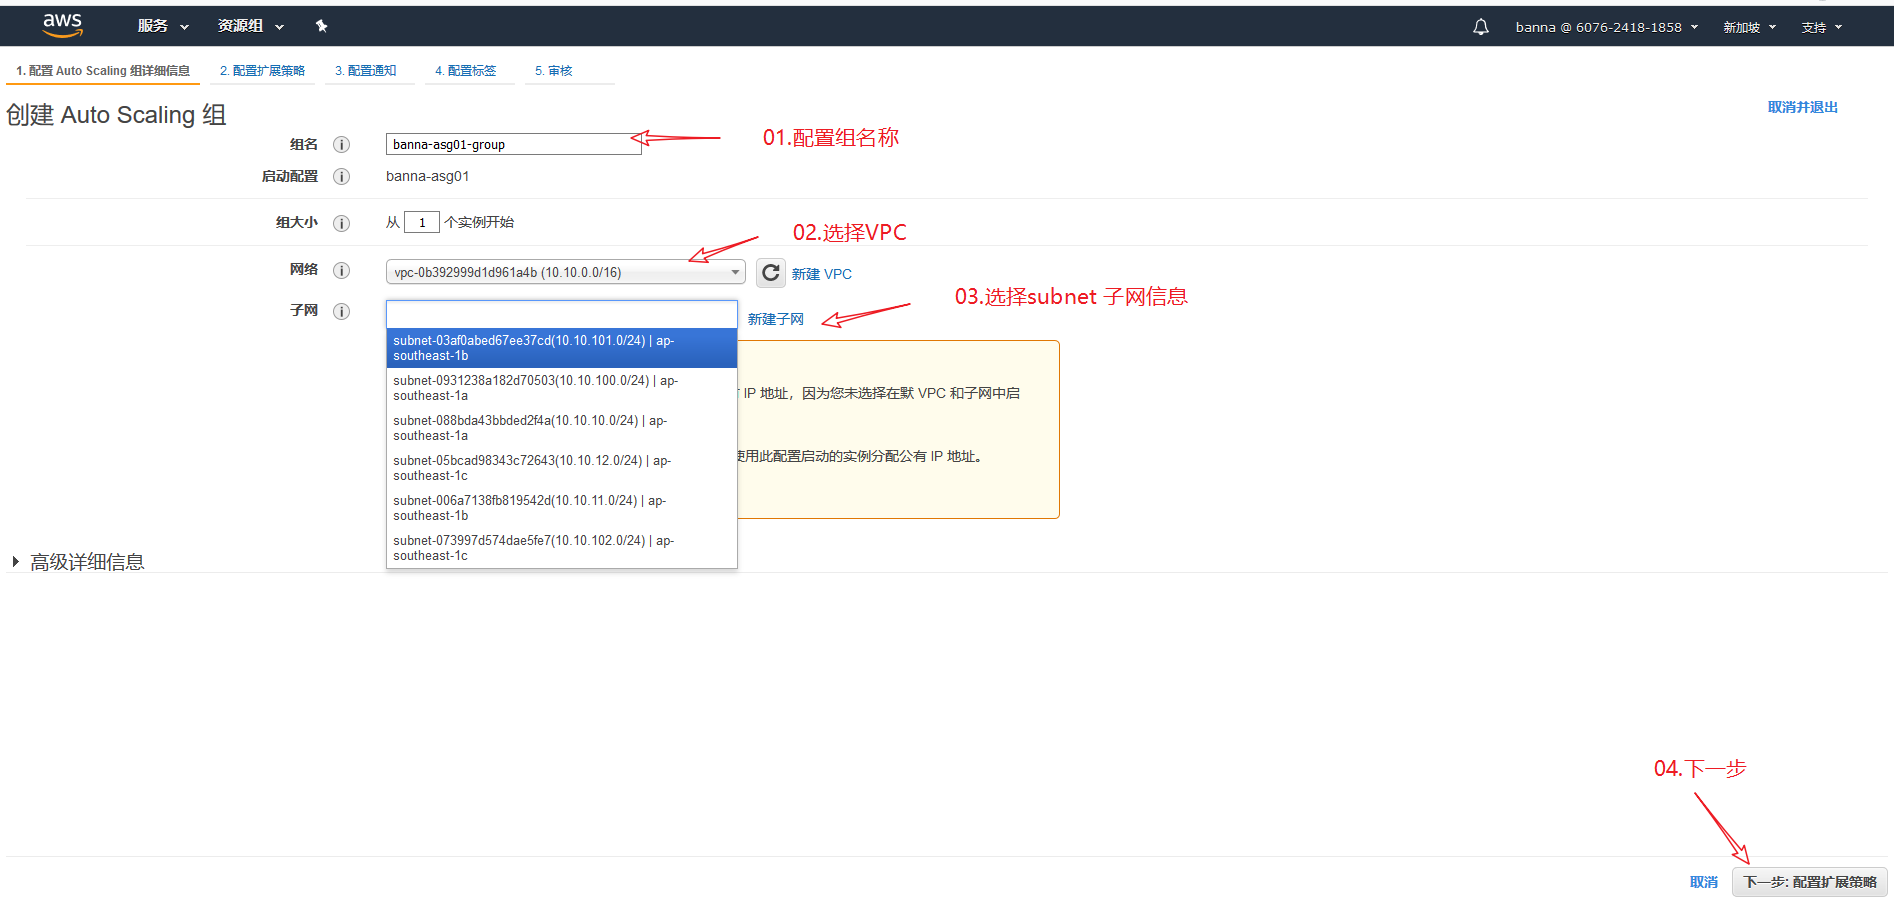 aws 服务 资源组 banna @ 6076-2418-1858 新加坡 支持
1. 配置 Auto Scaling 组详细信息 2. 配置扩展策略 3. 配置通知 4. 配置标签 5. 审核
创建 Auto Scaling 组 取消并退出
组名 banna-asg01-group 01.配置组名称
启动配置 banna-asg01
组大小 从 1 个实例开始
02.选择VPC
网络 vpc-0b392999d1d961a4b (10.10.0.0/16) 新建 VPC
03.选择subnet 子网信息
子网 新建子网
subnet-03af0abed67ee37cd(10.10.101.0/24) | ap-
southeast-1b
subnet-0931238a182d70503(10.10.100.0/24) | ap-
southeast-1a
IP 地址，因为您未选择在默 VPC 和子网中启
subnet-088bda43bbded2f4a(10.10.10.0/24) | ap-
southeast-1a
使用此配置启动的实例分配公有 IP 地址。
subnet-05bcad98343c72643(10.10.12.0/24) | ap-
southeast-1c
subnet-006a7138fb819542d(10.10.11.0/24) | ap-
southeast-1b
subnet-073997d574dae5fe7(10.10.102.0/24) | ap-
southeast-1c
高级详细信息
04.下一步
取消 下一步: 配置扩展策略